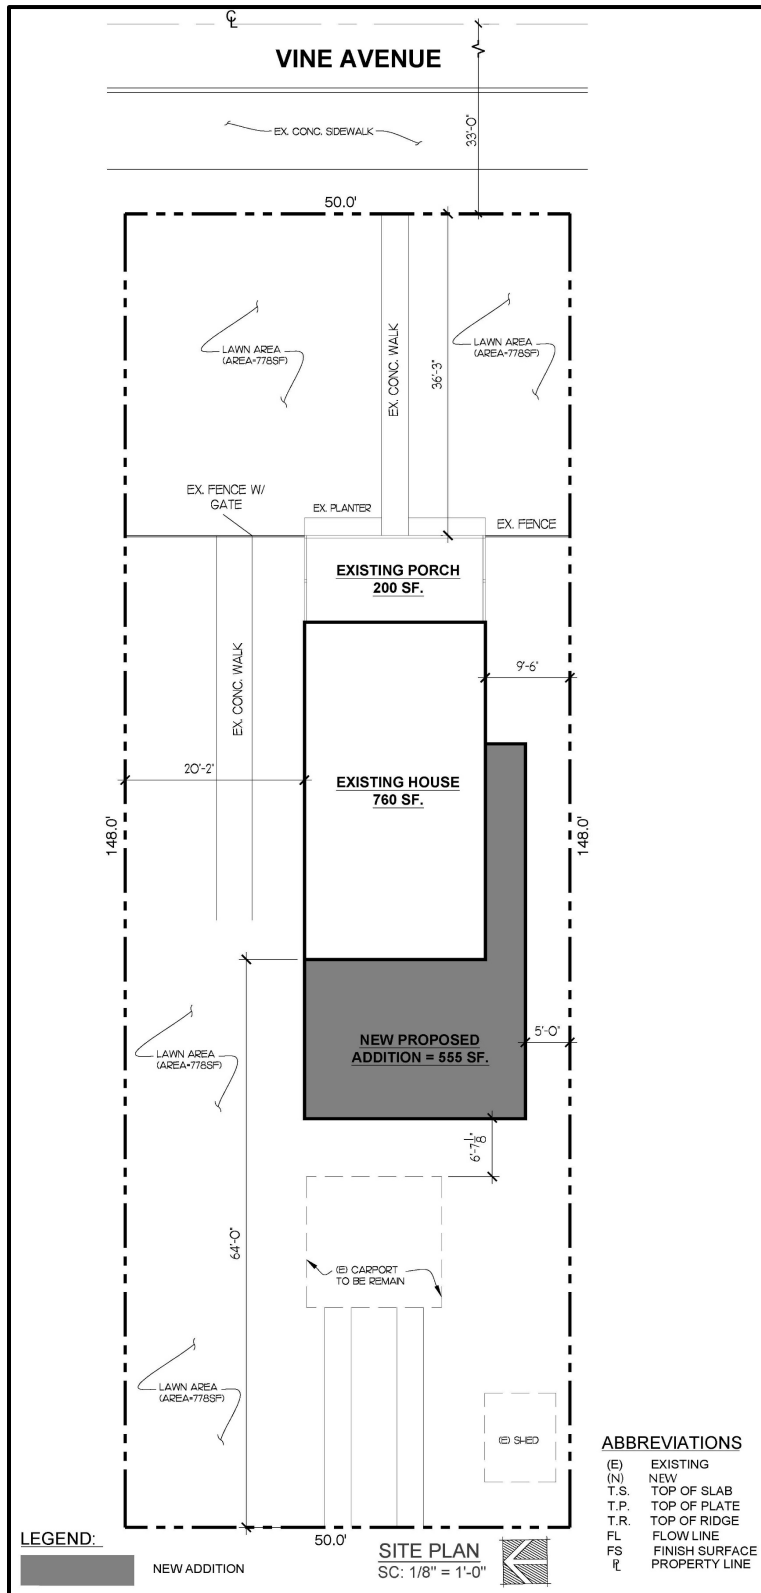 ℄
VINE AVENUE
33'-0"
EX. CONC. SIDEWALK
50.0'
LAWN AREA
(AREA=778SF)
EX. CONC. WALK
36'-3"
LAWN AREA
(AREA=778SF)
EX. FENCE W/
GATE
EX. PLANTER
EX. FENCE
EXISTING PORCH
200 SF.
EX. CONC. WALK
9'-6"
20'-2"
EXISTING HOUSE
760 SF.
148.0'
148.0'
LAWN AREA
(AREA=778SF)
NEW PROPOSED
ADDITION = 555 SF.
5'-0"
6'-7 1/8"
64'-0"
(E) CARPORT
TO BE REMAIN
LAWN AREA
(AREA=778SF)
(E) SHED
50.0'
LEGEND:
NEW ADDITION
SITE PLAN
SC: 1/8" = 1'-0"
ABBREVIATIONS
(E) EXISTING
(N) NEW
T.S. TOP OF SLAB
T.P. TOP OF PLATE
T.R. TOP OF RIDGE
FL FLOW LINE
FS FINISH SURFACE
PL PROPERTY LINE